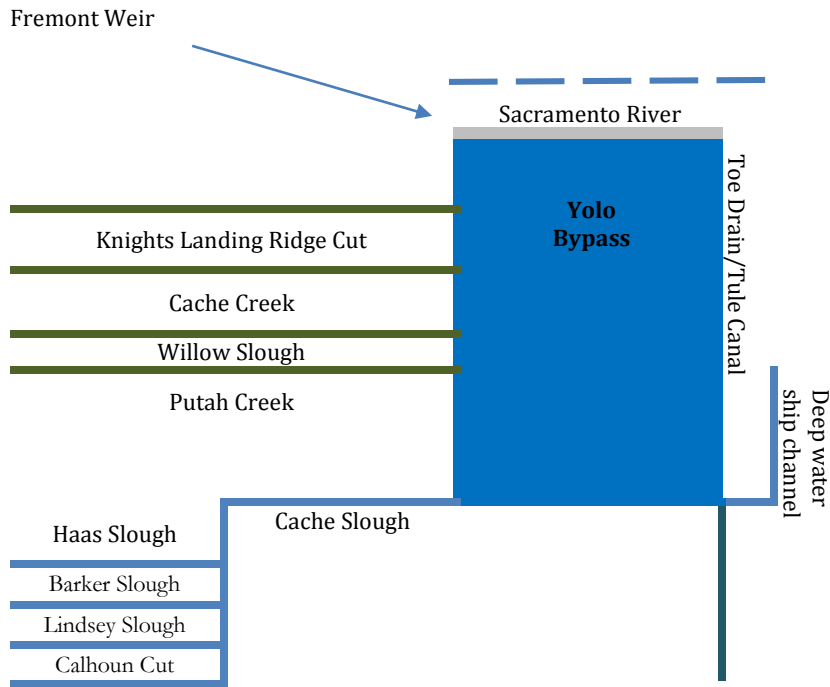 Fremont Weir
Sacramento River
Yolo
Bypass
Toe Drain/Tule Canal
Knights Landing Ridge Cut
Cache Creek
Willow Slough
Putah Creek
Deep water
ship channel
Cache Slough
Haas Slough
Barker Slough
Lindsey Slough
Calhoun Cut